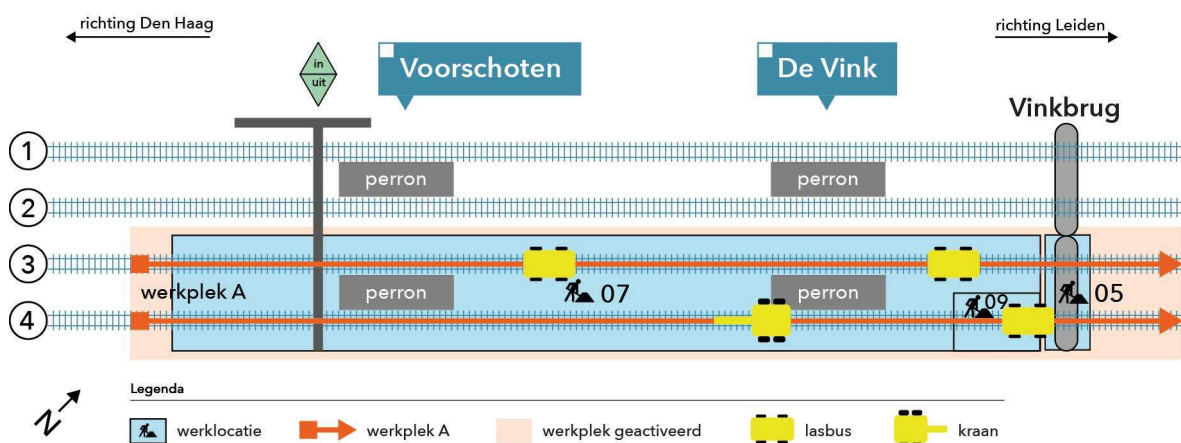 richting Den Haag
richting Leiden
in
uit
Voorschoten
De Vink
Vinkbrug
1
perron
perron
2
3
werkplek A
perron
07
perron
09
05
4
N
Legenda
werklocatie
werkplek A
werkplek geactiveerd
lasbus
kraan